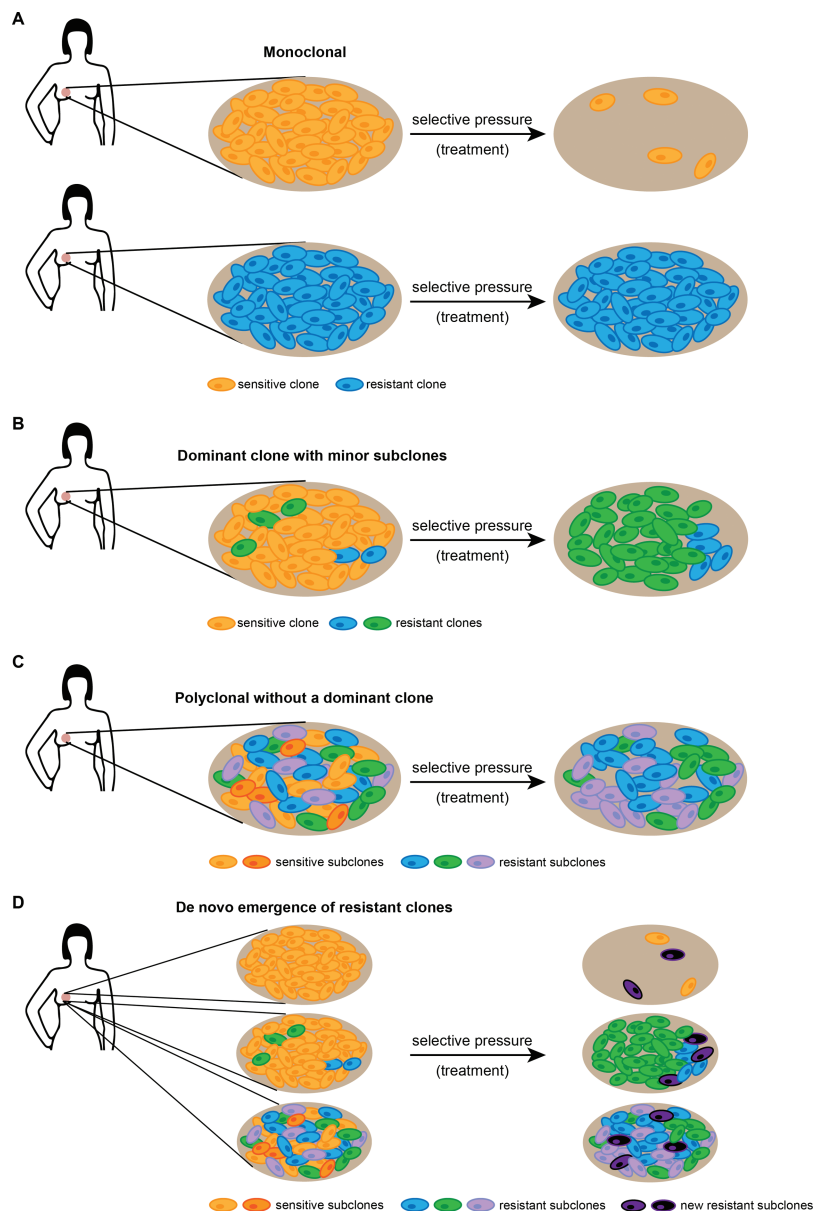 A
Monoclonal
selective pressure
(treatment)
selective pressure
(treatment)
sensitive clone resistant clone
B
Dominant clone with minor subclones
selective pressure
(treatment)
sensitive clone resistant clones
C
Polyclonal without a dominant clone
selective pressure
(treatment)
sensitive subclones resistant subclones
D
De novo emergence of resistant clones
selective pressure
(treatment)
sensitive subclones resistant subclones new resistant subclones